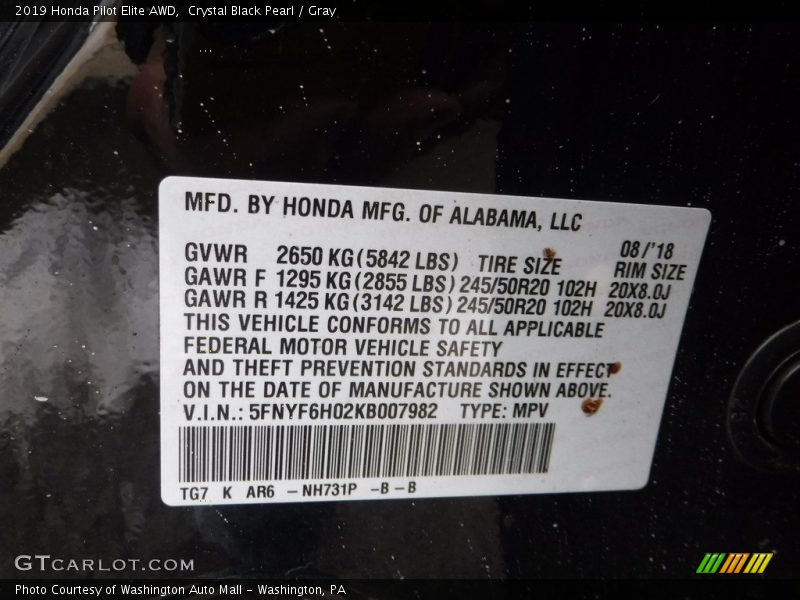 2019 Honda Pilot Elite AWD,  Crystal Black Pearl / Gray
MFD. BY HONDA MFG. OF ALABAMA, LLC
08/'18
GVWR 2650 KG(5842 LBS) TIRE SIZE RIM SIZE
GAWR F 1295 KG(2855 LBS) 245/50R20 102H 20X8.0J
GAWR R 1425 KG(3142 LBS) 245/50R20 102H 20X8.0J
THIS VEHICLE CONFORMS TO ALL APPLICABLE
FEDERAL MOTOR VEHICLE SAFETY
AND THEFT PREVENTION STANDARDS IN EFFECT
ON THE DATE OF MANUFACTURE SHOWN ABOVE.
V.I.N.: 5FNYF6H02KB007982 TYPE: MPV
TG7 K AR6 -NH731P -B-B
GTCARLOT.COM
Photo Courtesy of Washington Auto Mall - Washington, PA